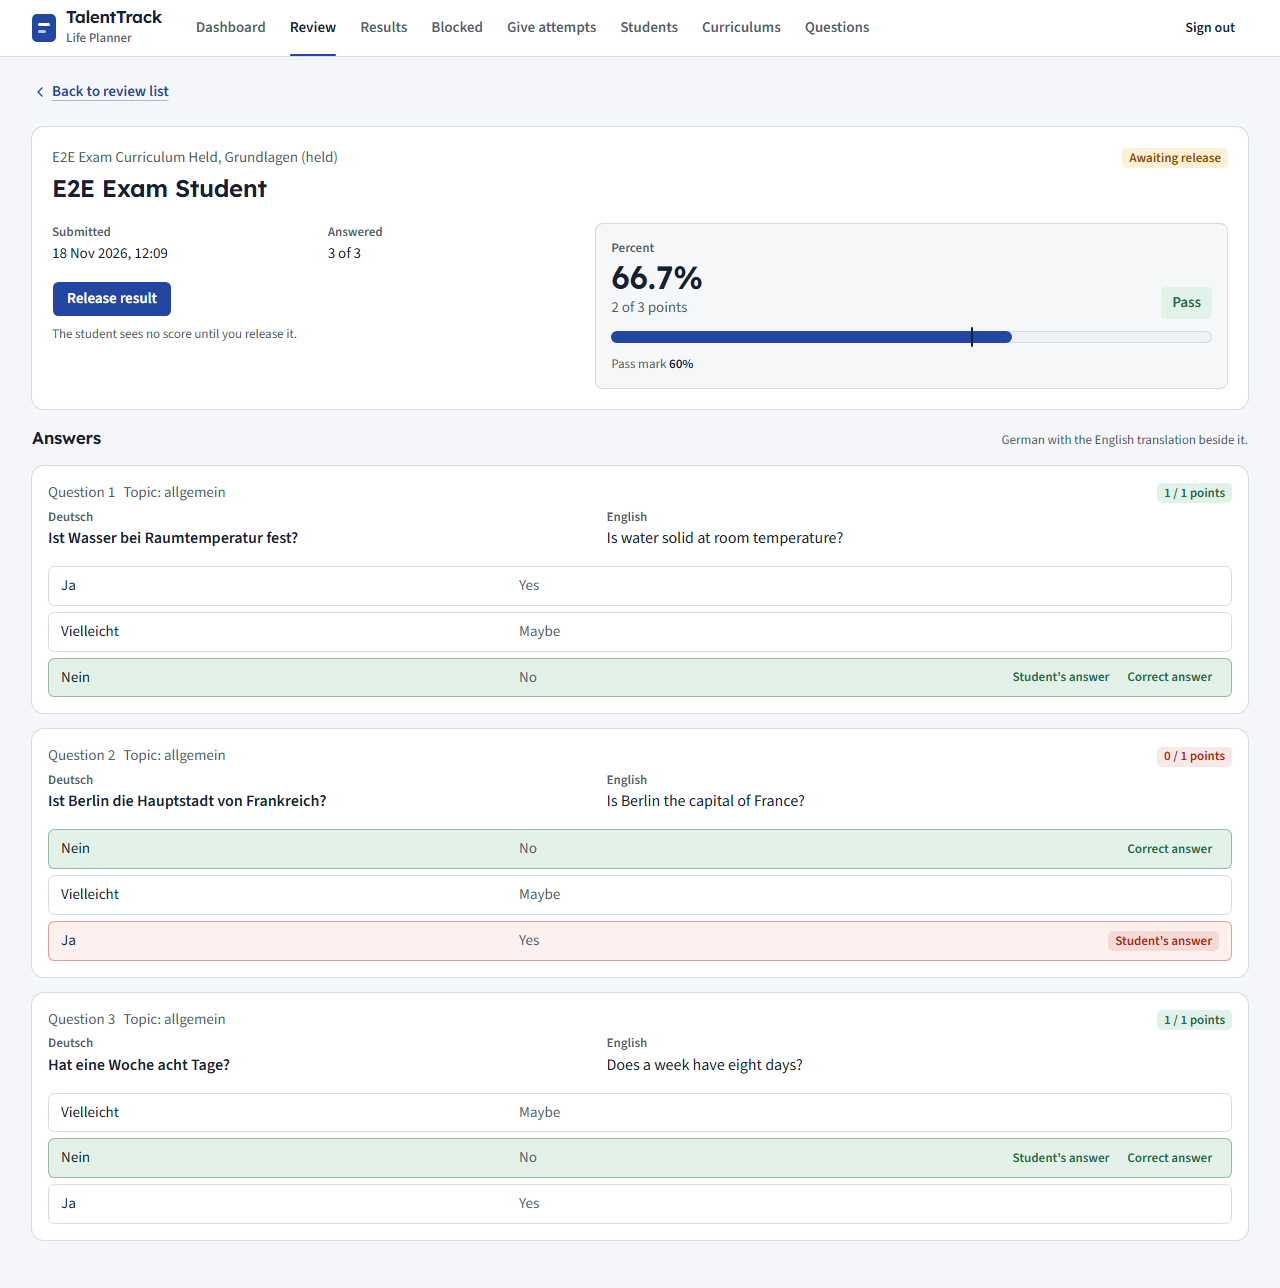 TalentTrack
Life Planner
Dashboard Review Results Blocked Give attempts Students Curriculums Questions
Sign out
Back to review list
E2E Exam Curriculum Held, Grundlagen (held)
Awaiting release
E2E Exam Student
Submitted
18 Nov 2026, 12:09
Answered
3 of 3
Release result
The student sees no score until you release it.
Percent
66.7%
2 of 3 points
Pass
Pass mark 60%
Answers
German with the English translation beside it.
Question 1 Topic: allgemein
1 / 1 points
Deutsch
Ist Wasser bei Raumtemperatur fest?
English
Is water solid at room temperature?
Ja Yes
Vielleicht Maybe
Nein No Student's answer Correct answer
Question 2 Topic: allgemein
0 / 1 points
Deutsch
Ist Berlin die Hauptstadt von Frankreich?
English
Is Berlin the capital of France?
Nein No Correct answer
Vielleicht Maybe
Ja Yes Student's answer
Question 3 Topic: allgemein
1 / 1 points
Deutsch
Hat eine Woche acht Tage?
English
Does a week have eight days?
Vielleicht Maybe
Nein No Student's answer Correct answer
Ja Yes